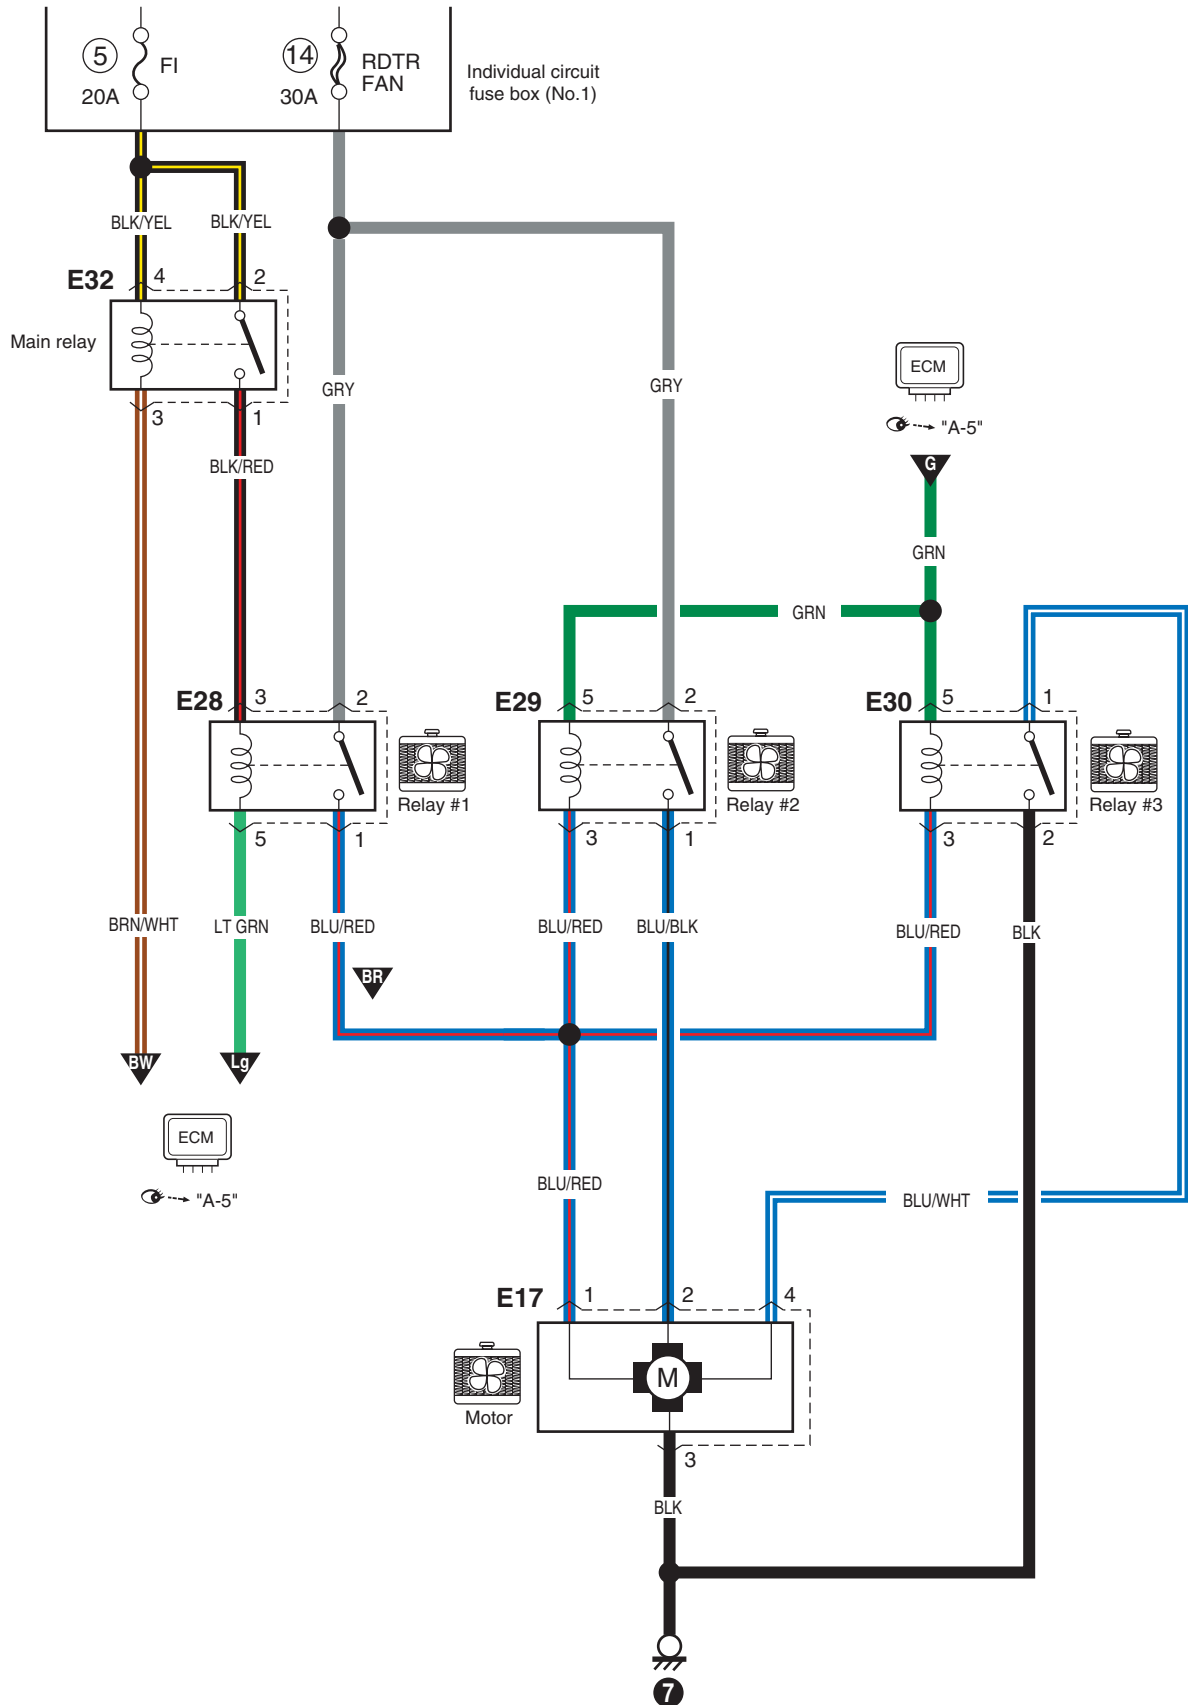 5
FI
20A
14
RDTR
FAN
30A
Individual circuit
fuse box (No.1)
BLK/YEL
BLK/YEL
E32
4
2
Main relay
3
1
BLK/RED
GRY
GRY
ECM
"A-5"
G
GRN
GRN
E28
3
2
E29
5
2
E30
5
1
Relay #1
Relay #2
Relay #3
5
1
3
1
3
2
BRN/WHT
LT GRN
BLU/RED
BLU/RED
BLU/BLK
BLU/RED
BLK
BR
BW
Lg
ECM
"A-5"
BLU/RED
BLU/WHT
E17
1
2
4
M
Motor
3
BLK
7